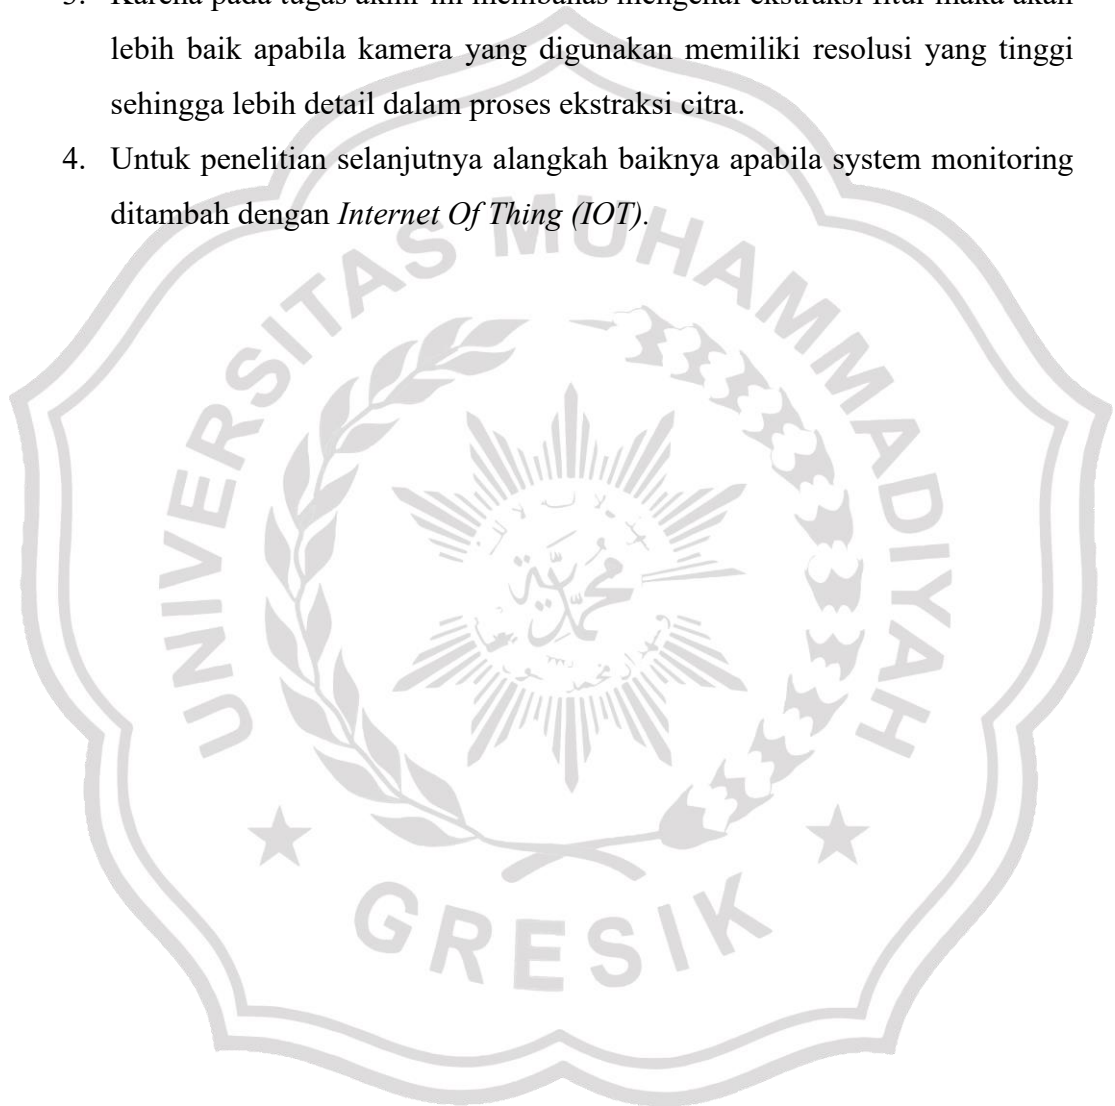 3. Karena pada tugas akhir ini membahas mengenai ekstraksi fitur maka akan
lebih baik apabila kamera yang digunakan memiliki resolusi yang tinggi
sehingga lebih detail dalam proses ekstraksi citra.
4. Untuk penelitian selanjutnya alangkah baiknya apabila system monitoring
ditambah dengan Internet Of Thing (IOT).
UNIVERSITAS MUHAMMADIYAH
GRESIK